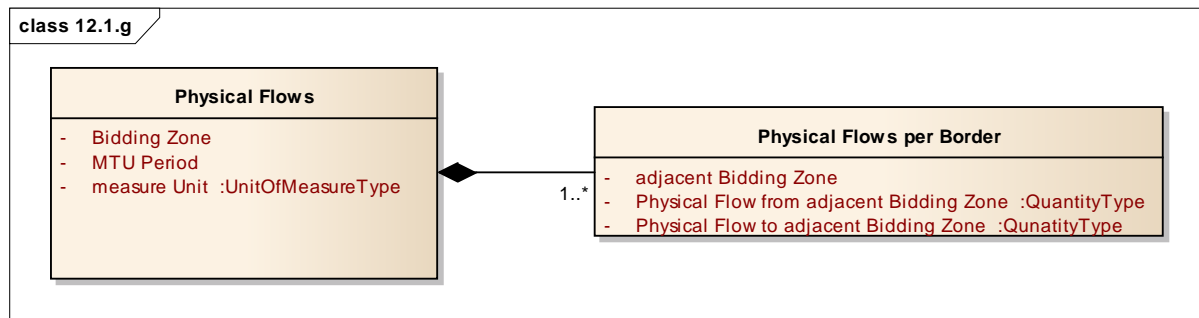 class 12.1.g
Physical Flows
- Bidding Zone
- MTU Period
- measure Unit :UnitOfMeasureType
1..*
Physical Flows per Border
- adjacent Bidding Zone
- Physical Flow from adjacent Bidding Zone :QuantityType
- Physical Flow to adjacent Bidding Zone :QunatityType